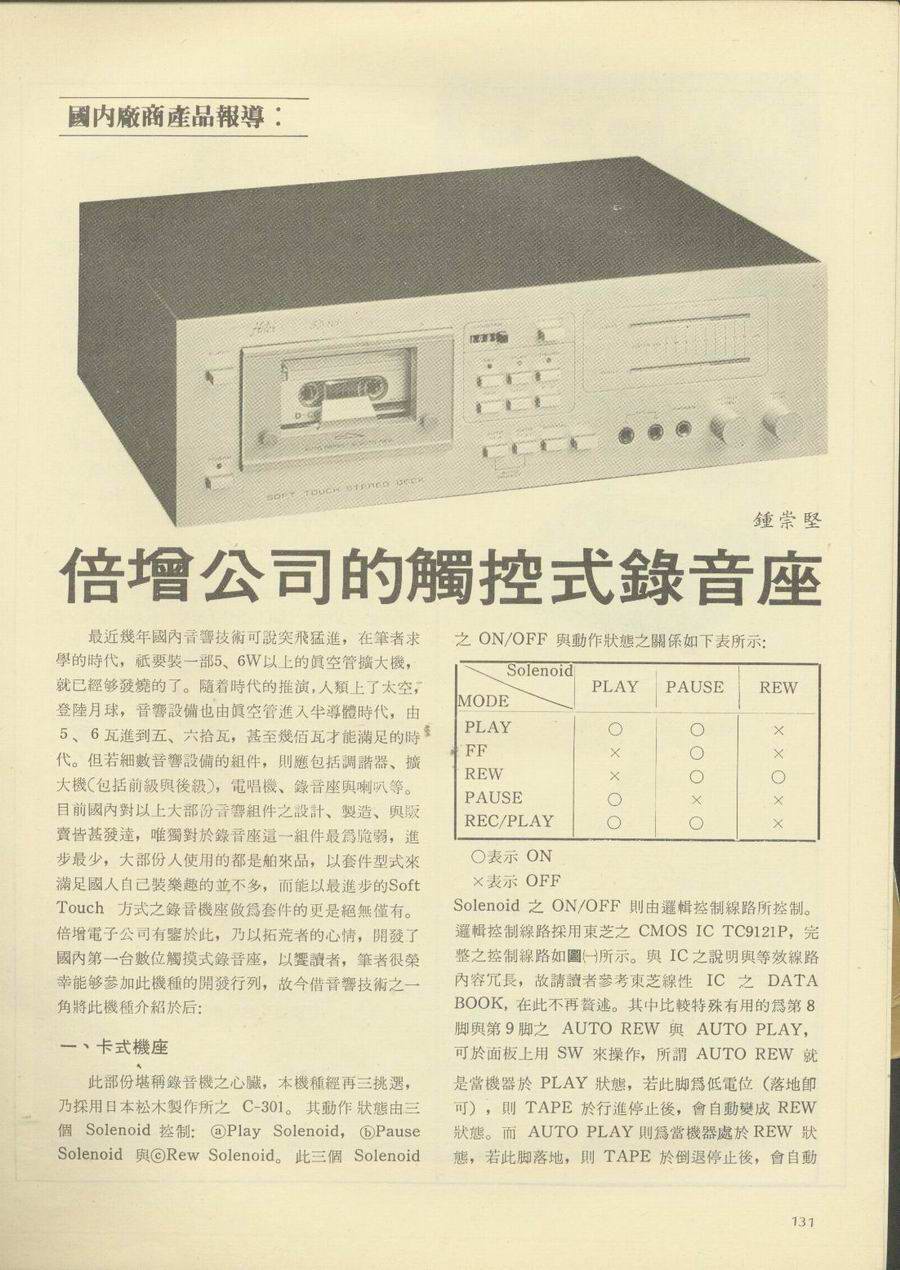 國内廠商產品報導：
SOFT TOUCH STEREO DECK
鍾崇堅
倍增公司的觸控式錄音座
最近幾年國內音響技術可說突飛猛進，在筆者求
學的時代，祇要裝一部5、6W以上的眞空管擴大機，
就已經够發燒的了。隨着時代的推演，人類上了太空，
登陸月球，音響設備也由眞空管進入半導體時代，由
5、6瓦進到五、六拾瓦，甚至幾佰瓦才能滿足的時
代。但若細數音響設備的組件，則應包括調諧器、擴
大機(包括前級與後級)，電唱機、錄音座與喇叭等。
目前國內對以上大部份音響組件之設計、製造、與販
賣皆甚發達，唯獨對於錄音座這一組件最爲脆弱，進
步最少，大部份人使用的都是舶來品，以套件型式來
滿足國人自己裝樂趣的並不多，而能以最進步的Soft
Touch 方式之錄音機座做爲套件的更是絕無僅有。
倍增電子公司有鑒於此，乃以拓荒者的心情，開發了
國內第一台數位觸摸式錄音座，以饗讀者，筆者很榮
幸能够參加此機種的開發行列，故今借音響技術之一
角將此機種介紹於后:
一、卡式機座
此部份堪稱錄音機之心臟，本機種經再三挑選，
乃採用日本松木製作所之 C-301。其動作狀態由三
個 Solenoid 控制: ⓐPlay Solenoid，ⓑPause
Solenoid 與ⓒRew Solenoid。此三個 Solenoid
之 ON/OFF 與動作狀態之關係如下表所示:
Solenoid
MODE PLAY PAUSE REW
PLAY ○ ○ ×
FF × ○ ×
REW × ○ ○
PAUSE ○ × ×
REC/PLAY ○ ○ ×
○表示 ON
×表示 OFF
Solenoid 之 ON/OFF 則由邏輯控制線路所控制。
邏輯控制線路採用東芝之 CMOS IC TC9121P，完
整之控制線路如圖㈠所示。與 IC之說明與等效線路
內容冗長，故請讀者參考東芝線性 IC 之 DATA
BOOK，在此不再贅述。其中比較特殊有用的爲第8
脚與第9脚之 AUTO REW 與 AUTO PLAY，
可於面板上用 SW 來操作，所謂 AUTO REW 就
是當機器於 PLAY 狀態，若此脚爲低電位（落地卽
可），則 TAPE 於行進停止後，會自動變成 REW
狀態。而 AUTO PLAY則爲當機器處於REW 狀
態，若此脚落地，則 TAPE 於倒退停止後，會自動
131